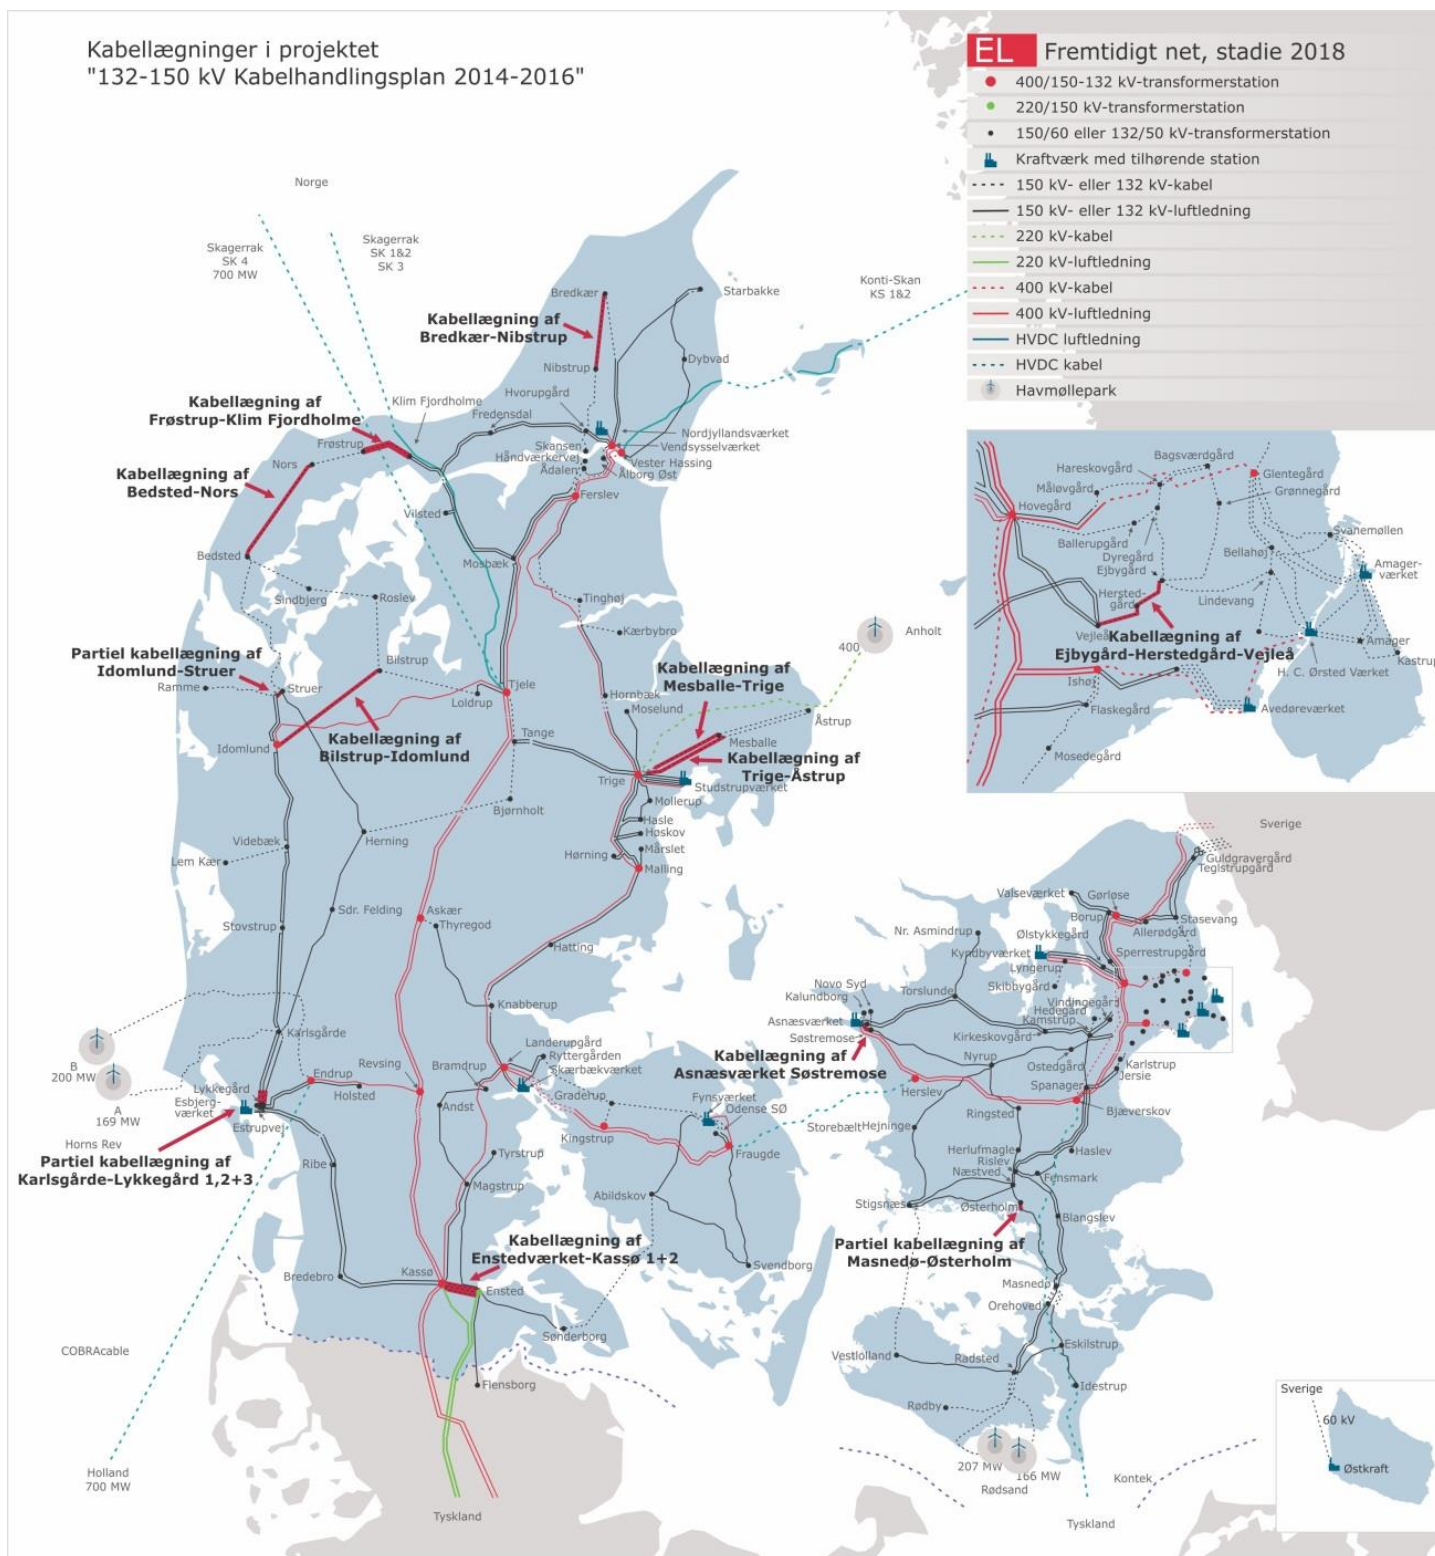 Kabellægninger i projektet
"132-150 kV Kabelhandlingsplan 2014-2016"
EL Fremtidigt net, stadie 2018
400/150-132 kV-transformerstation
220/150 kV-transformerstation
150/60 eller 132/50 kV-transformerstation
Kraftværk med tilhørende station
150 kV- eller 132 kV-kabel
150 kV- eller 132 kV-luftledning
220 kV-kabel
220 kV-luftledning
400 kV-kabel
400 kV-luftledning
HVDC luftledning
HVDC kabel
Havmøllepark
Norge
Skagerrak
SK 4
700 MW
Skagerrak
SK 1&2
SK 3
Konti-Skan
KS 1&2
Bredkær
Starbakke
Kabellægning af
Bredkær-Nibstrup
Dybvad
Nibstrup
Hvorupgård
Kabellægning af
Frøstrup-Klim Fjordholme
Klim Fjordholme
Fredensdal
Frøstrup
Nordjyllandsværket
Vendsysselværket
Skansen
Håndværkervej
Ådalen
Vester Hassing
Ålborg Øst
Nors
Kabellægning af
Bedsted-Nors
Ferslev
Vilsted
Bedsted
Mosbæk
Sindbjerg
Roslev
Tinghøj
Kærbybro
Anholt
400
Partiel kabellægning af
Idomlund-Struer
Bilstrup
Ramme
Struer
Loldrup
Tjele
Kabellægning af
Mesballe-Trige
Hornbæk
Moselund
Åstrup
Idomlund
Kabellægning af
Bilstrup-Idomlund
Tange
Mesballe
Kabellægning af
Trige-Åstrup
Trige
Studstrupværket
Bjørnholt
Mollerup
Hasle
Høskov
Videbæk
Herning
Lem Kær
Hørning
Mårslet
Malling
Sdr. Felding
Askær
Thyregod
Stovstrup
Hatting
Knabberup
Karlsgårde
B
200 MW
A
169 MW
Horns Rev
Lykkegård
Esbjerg-
værket
Estrupvej
Endrup
Holsted
Revsing
Bramdrup
Landerupgård
Ryttergården
Skærbækværket
Andst
Graderup
Kingstrup
Fynsværket
Odense SØ
Fraugde
Storebælt
Partiel kabellægning af
Karlsgårde-Lykkegård 1,2+3
Ribe
Tyrstrup
Magstrup
Abildskov
Svendborg
Kabellægning af
Enstedværket-Kassø 1+2
Bredebro
Kassø
Ensted
Sønderborg
Flensborg
COBRAcable
Holland
700 MW
Tyskland
Bagsværdgård
Hareskovgård
Glentegård
Måløvgård
Grønnegård
Hovegård
Svanemøllen
Ballerupgård
Dyregård
Bellahøj
Ejbygård
Amager-
værket
Hersted-
gård
Lindevang
Vejleå
Kabellægning af
Ejbygård-Herstedgård-Vejleå
Amager
Kastrup
H. C. Ørsted Værket
Ishøj
Flaskegård
Avedøreværket
Mosedegård
Sverige
Guldgravergård
Teglstrupgård
Valseværket
Gørløse
Borup
Stasevang
Allerødgård
Nr. Asmindrup
Ølstykkegård
Kyndbyværket
Sperrestrupgård
Lyngerup
Skibbygård
Novo Syd
Kalundborg
Torslunde
Vindingegård
Hedegård
Kamstrup
Asnæsværket
Søstremose
Kirkeskovgård
Kabellægning af
Asnæsværket Søstremose
Nyrup
Ostedgård
Karlstrup
Jersie
Herslev
Spanager
Bjæverskov
Ringsted
Hejninge
Herlufmagle
Rislev
Haslev
Næstved
Fensmark
Stigsnæs
Østerholm
Blangslev
Partiel kabellægning af
Masnedø-Østerholm
Masnedø
Orehoved
Eskilstrup
Vestlolland
Radsted
Idestrup
Rødby
207 MW
166 MW
Rødsand
Kontek
Tyskland
Sverige
60 kV
Østkraft